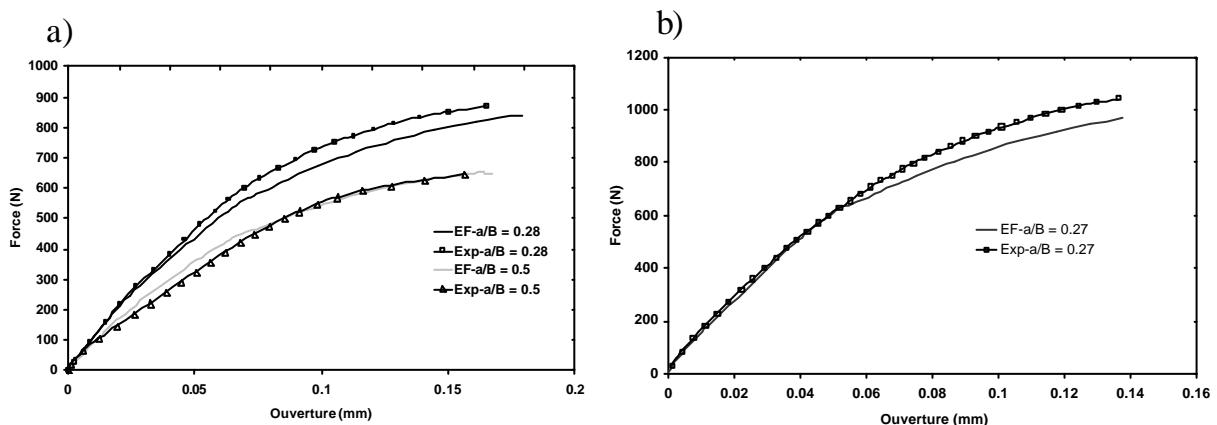 a)
1000
900
800
700
600
500
400
300
200
100
0
Force (N)
0
0.05
0.1
0.15
0.2
Ouverture (mm)
EF-a/B = 0.28
Exp-a/B = 0.28
EF-a/B = 0.5
Exp-a/B = 0.5
b)
1200
1000
800
600
400
200
0
Force (N)
0
0.02
0.04
0.06
0.08
0.10
0.12
0.14
0.16
Ouverture (mm)
EF-a/B = 0.27
Exp-a/B = 0.27